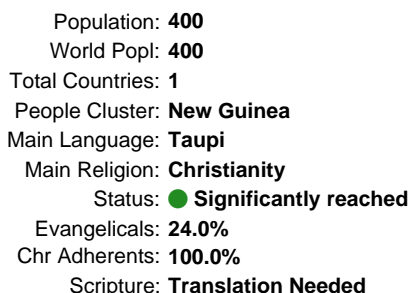 Population: 400
World Popl: 400
Total Countries: 1
People Cluster: New Guinea
Main Language: Taupi
Main Religion: Christianity
Status: Significantly reached
Evangelicals: 24.0%
Chr Adherents: 100.0%
Scripture: Translation Needed